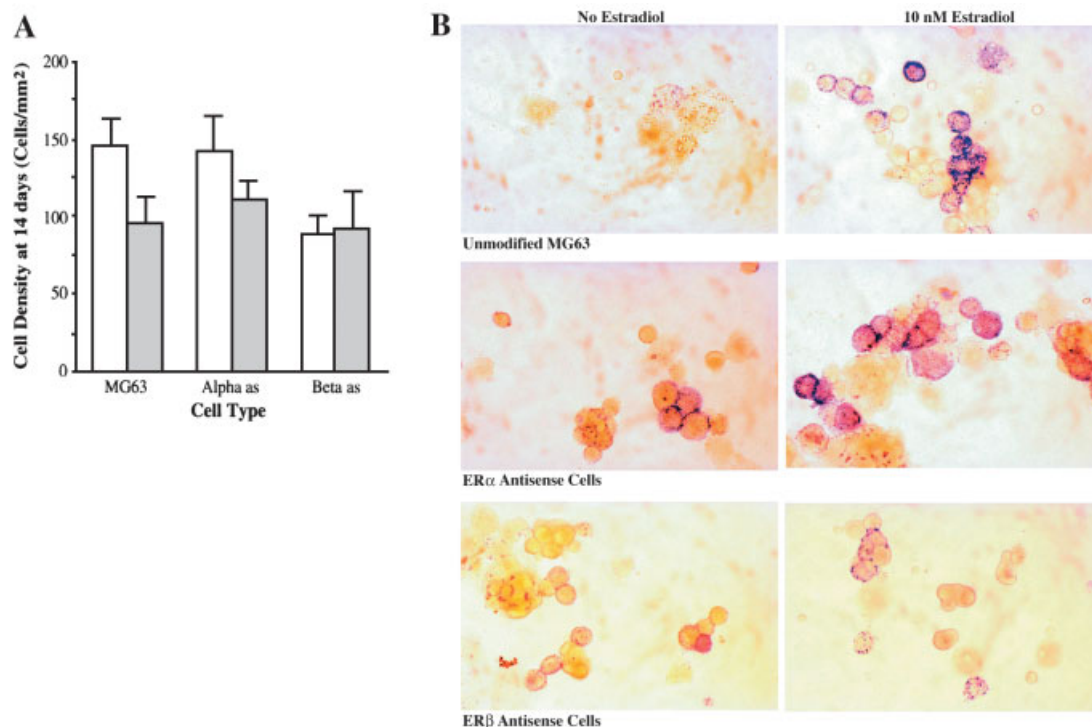 A
Cell Density at 14 days (Cells/mm²)
200
150
100
50
0
MG63 Alpha as Beta as
Cell Type
B
No Estradiol 10 nM Estradiol
Unmodified MG63
ERα Antisense Cells
ERβ Antisense Cells